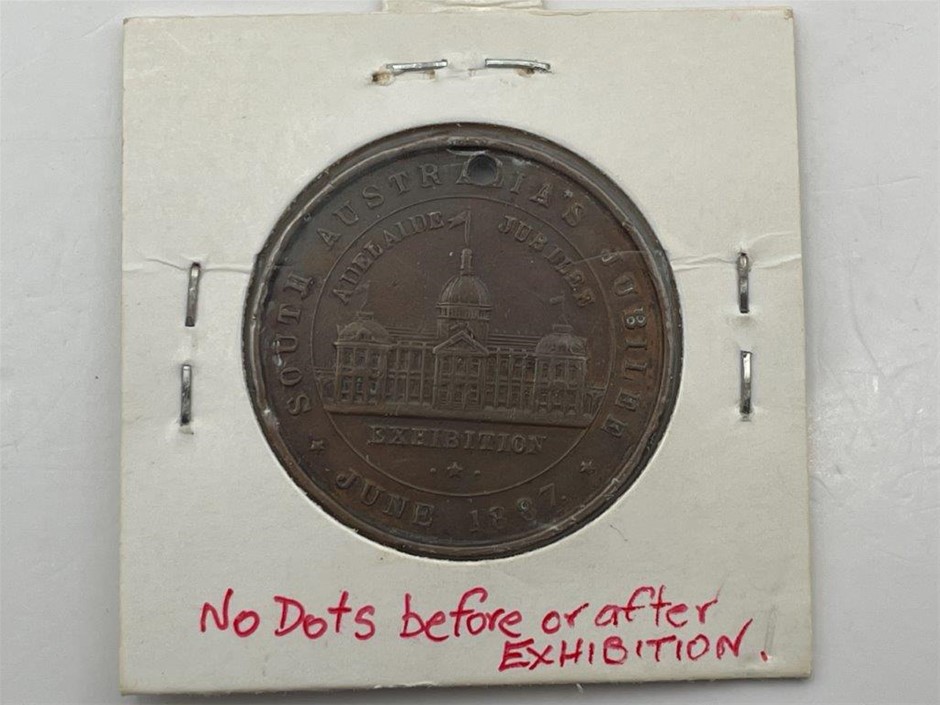 SOUTH AUSTRALIA'S JUBILEE
ADELAIDE JUBILEE
EXHIBITION
JUNE 1887.
No Dots before or after
EXHIBITION.